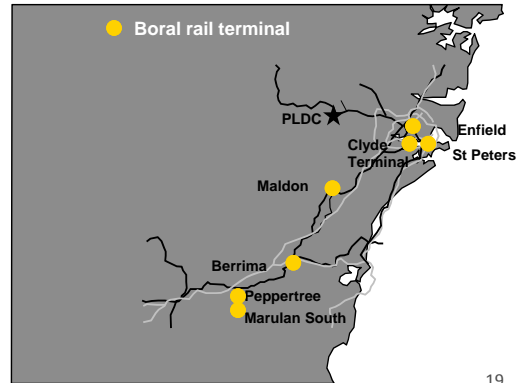 Boral rail terminal
PLDC
Enfield
Clyde
Terminal
St Peters
Maldon
Berrima
Peppertree
Marulan South
19